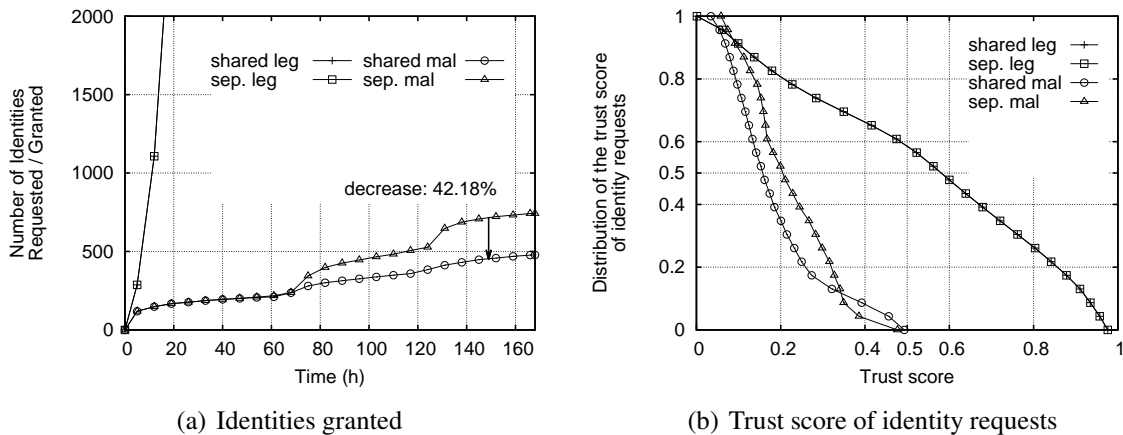 2000
1500
1000
500
0
Number of Identities
Requested / Granted
shared leg
sep. leg
shared mal
sep. mal
decrease: 42.18%
0 20 40 60 80 100 120 140 160
Time (h)
(a) Identities granted
1
0.8
0.6
0.5
0.4
0.2
0
Distribution of the trust score
of identity requests
shared leg
sep. leg
shared mal
sep. mal
0 0.2 0.4 0.5 0.6 0.8 1
Trust score
(b) Trust score of identity requests